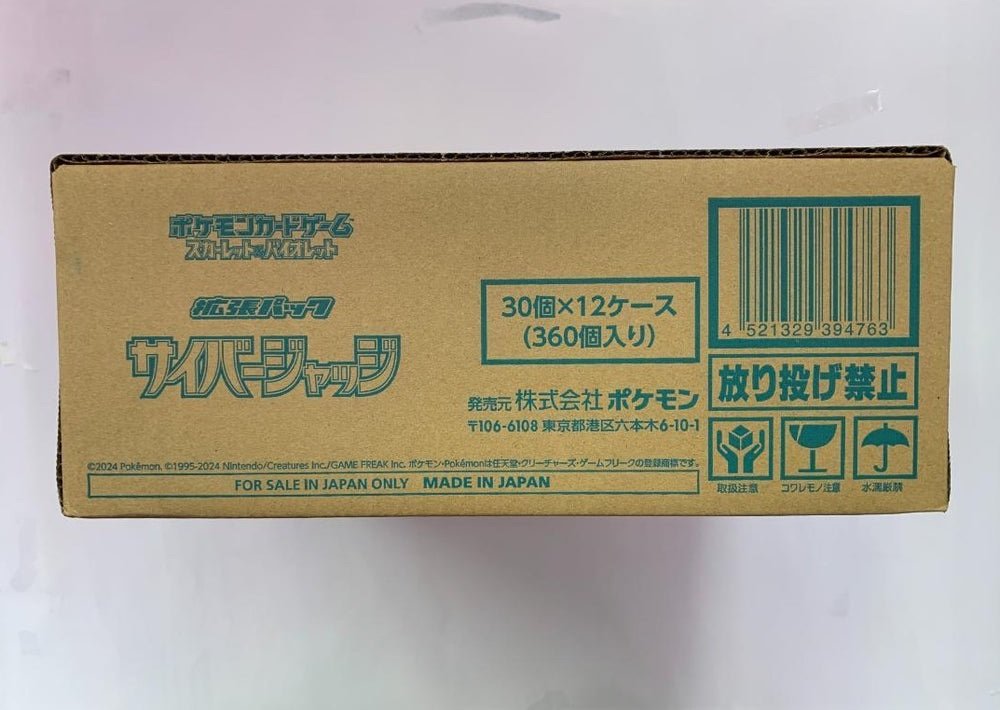 ポケモンカードゲーム
スカーレット&バイオレット
拡張パック
サイバージャッジ
30個×12ケース
(360個入り)
4 521329 394763
発売元 株式会社 ポケモン
〒106-6108 東京都港区六本木6-10-1
放り投げ禁止
取扱注意 コワレモノ注意 水濡厳禁
©2024 Pokémon. ©1995-2024 Nintendo/Creatures Inc./GAME FREAK Inc. ポケモン・Pokémonは任天堂・クリーチャーズ・ゲームフリークの登録商標です。
FOR SALE IN JAPAN ONLY MADE IN JAPAN